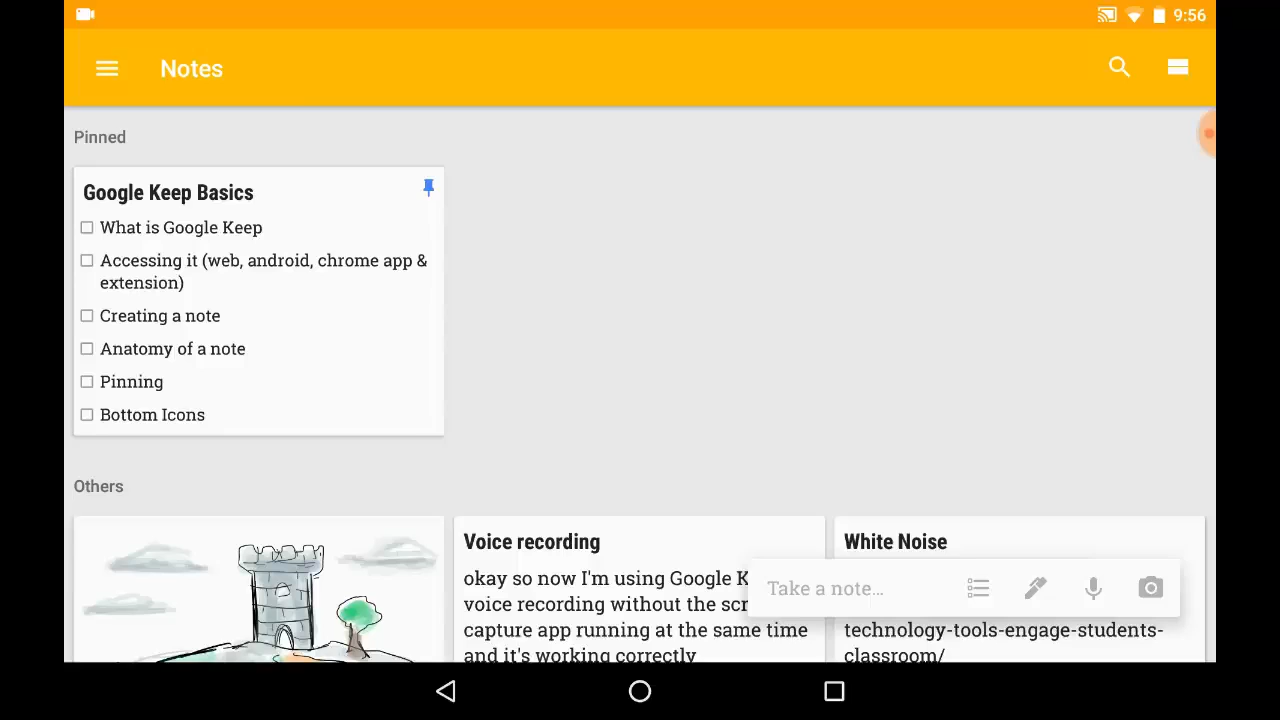 9:56
Notes
Pinned
Google Keep Basics
What is Google Keep
Accessing it (web, android, chrome app &
extension)
Creating a note
Anatomy of a note
Pinning
Bottom Icons
Others
Voice recording
okay so now I'm using Google K
voice recording without the scr
capture app running at the same time
and it's working correctly
White Noise
Take a note...
technology-tools-engage-students-
classroom/